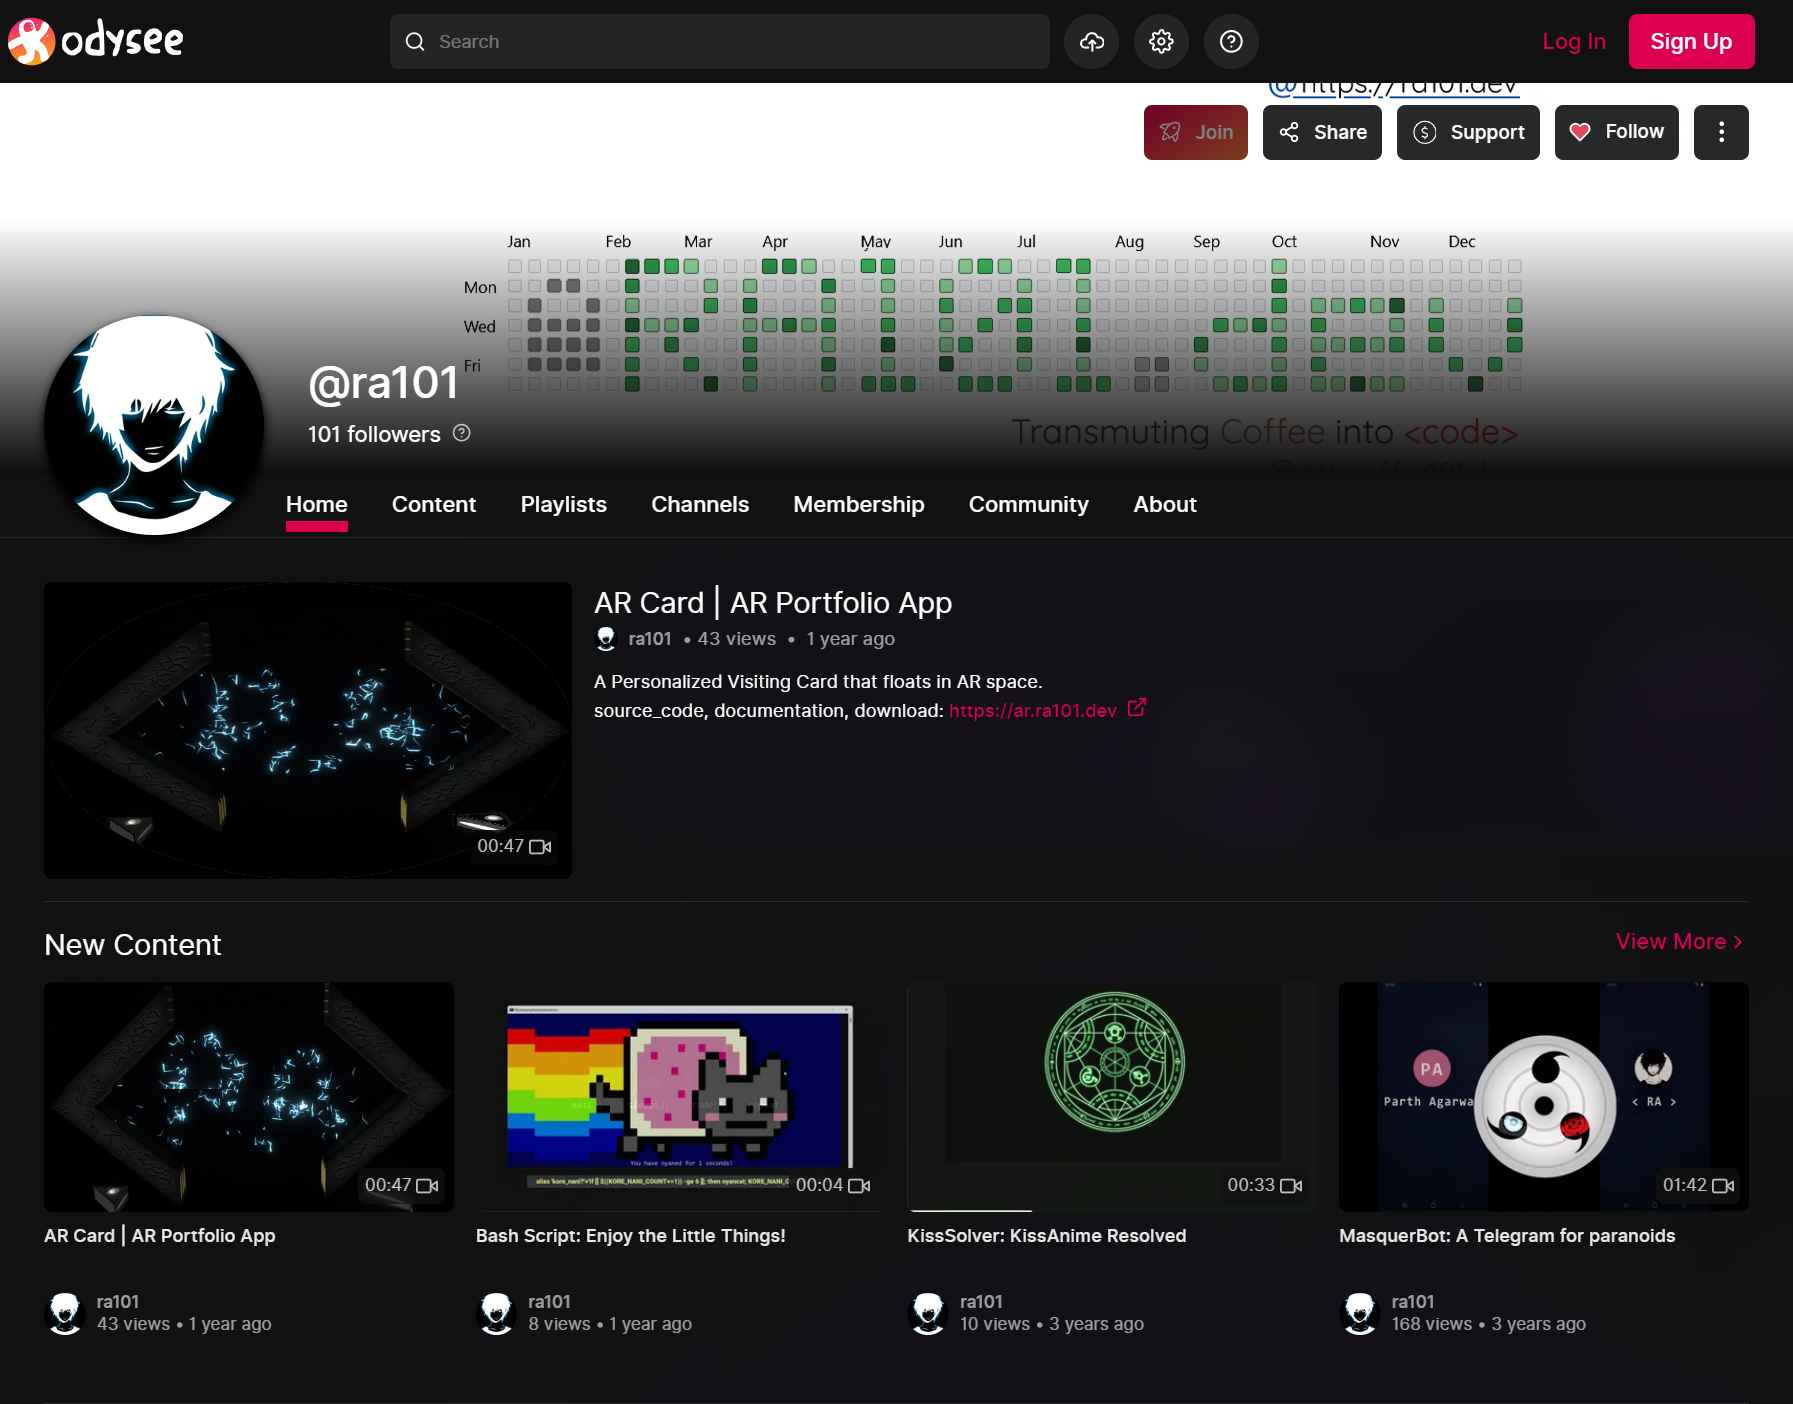 odysee
Search
Log In
Sign Up
@https://ra101.dev
Join
Share
Support
Follow
Jan Feb Mar Apr May Jun Jul Aug Sep Oct Nov Dec
Mon
Wed
Fri
@ra101
101 followers
Transmuting Coffee into <code>
Home
Content
Playlists
Channels
Membership
Community
About
AR Card | AR Portfolio App
ra101 • 43 views • 1 year ago
A Personalized Visiting Card that floats in AR space.
source_code, documentation, download: https://ar.ra101.dev
00:47
New Content
View More
00:47
AR Card | AR Portfolio App
ra101
43 views • 1 year ago
You have nyaned for 1 seconds!
00:04
Bash Script: Enjoy the Little Things!
ra101
8 views • 1 year ago
00:33
KissSolver: KissAnime Resolved
ra101
10 views • 3 years ago
PA
Parth Agarwa
< RA >
01:42
MasquerBot: A Telegram for paranoids
ra101
168 views • 3 years ago